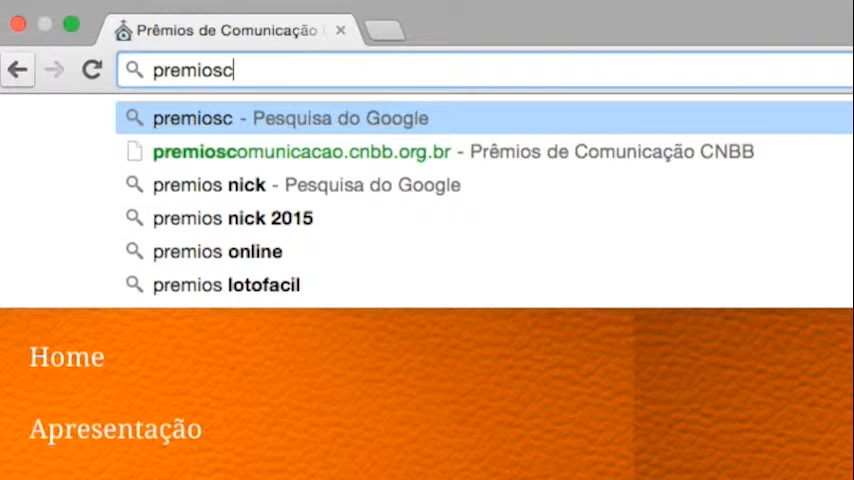 Prêmios de Comunicação
premiosc
premiosc - Pesquisa do Google
premioscomunicacao.cnbb.org.br - Prêmios de Comunicação CNBB
premios nick - Pesquisa do Google
premios nick 2015
premios online
premios lotofacil
Home
Apresentação